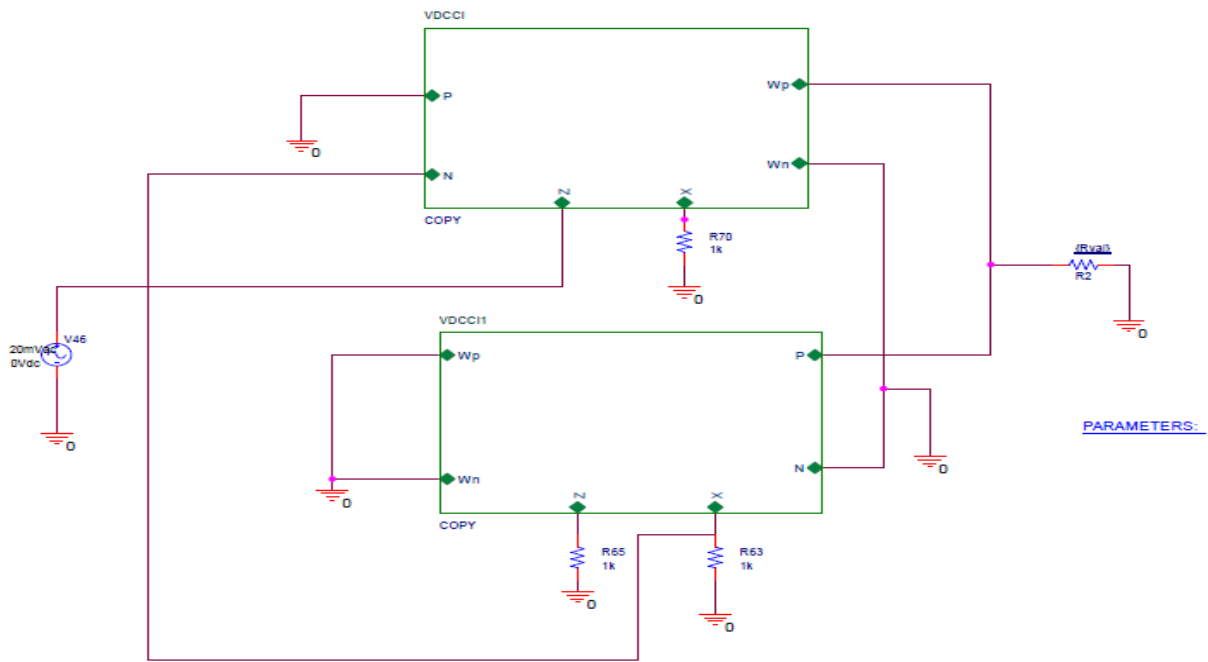 VDCCI
P
N
Wp
Wn
Z
X
COPY
R70
1k
0
0
{Rval}
R2
0
V46
20mVac
0Vdc
0
VDCCI1
Wp
Wn
P
N
Z
X
COPY
0
0
R65
1k
R63
1k
0
0
PARAMETERS: